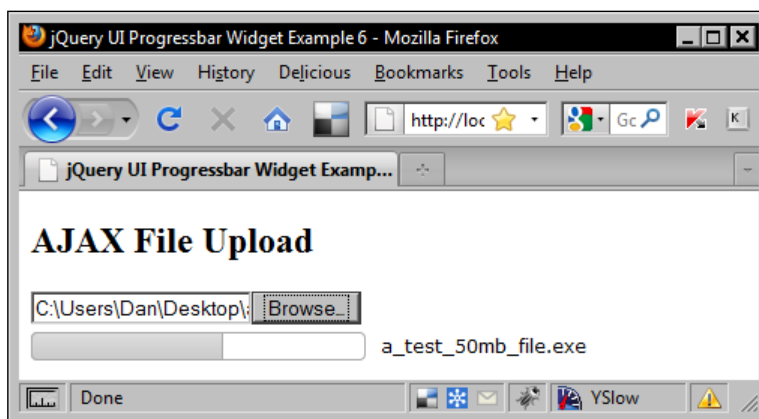 jQuery UI Progressbar Widget Example 6 - Mozilla Firefox
File Edit View History Delicious Bookmarks Tools Help
http://loc Gc K K
jQuery UI Progressbar Widget Examp...
AJAX File Upload
C:\Users\Dan\Desktop\ Browse...
a_test_50mb_file.exe
Done YSlow